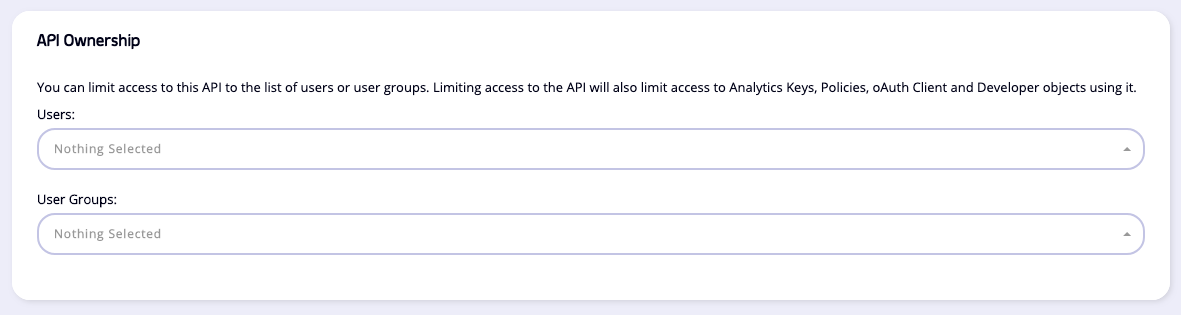 API Ownership
You can limit access to this API to the list of users or user groups. Limiting access to the API will also limit access to Analytics Keys, Policies, oAuth Client and Developer objects using it.
Users:
Nothing Selected
User Groups:
Nothing Selected